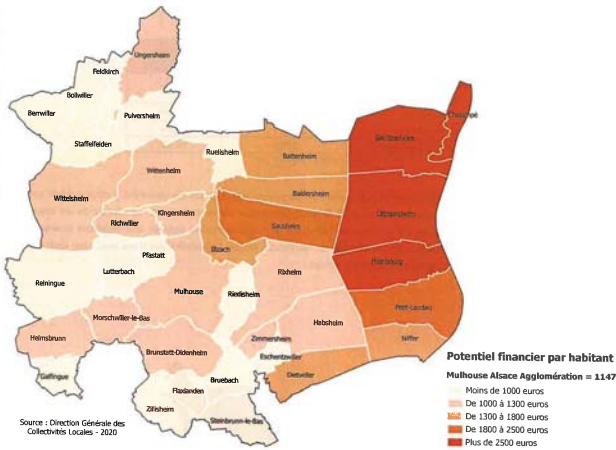 Ungersheim
Feldkirch
Bollwiller
Berrwiller
Pulversheim
Staffelfelden
Ruelisheim
Battenheim
Wittenheim
Baldersheim
Wittelsheim
Kingersheim
Richwiller
Sausheim
Illzach
Pfastatt
Lutterbach
Reiningue
Mulhouse
Riedisheim
Rixheim
Hombourg
Petit-Landau
Morschwiller-le-Bas
Habsheim
Heimsbrunn
Zimmersheim
Niffer
Brunstatt-Didenheim
Eschentzwiller
Galfingue
Bruebach
Dietwiller
Flaxlanden
Zillisheim
Steinbrunn-le-Bas
Potentiel financier par habitant
Mulhouse Alsace Agglomération = 1147
Moins de 1000 euros
De 1000 à 1300 euros
De 1300 à 1800 euros
De 1800 à 2500 euros
Plus de 2500 euros
Source : Direction Générale des
Collectivités Locales - 2020